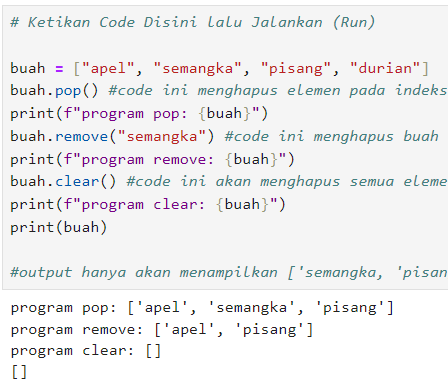 # Ketikan Code Disini lalu Jalankan (Run)
buah = ["apel", "semangka", "pisang", "durian"]
buah.pop() #code ini menghapus elemen pada indeks
print(f"program pop: {buah}")
buah.remove("semangka") #code ini menghapus buah
print(f"program remove: {buah}")
buah.clear() #code ini akan menghapus semua eleme
print(f"program clear: {buah}")
print(buah)
#output hanya akan menampilkan ['semangka, 'pisan
program pop: ['apel', 'semangka', 'pisang']
program remove: ['apel', 'pisang']
program clear: []
[]